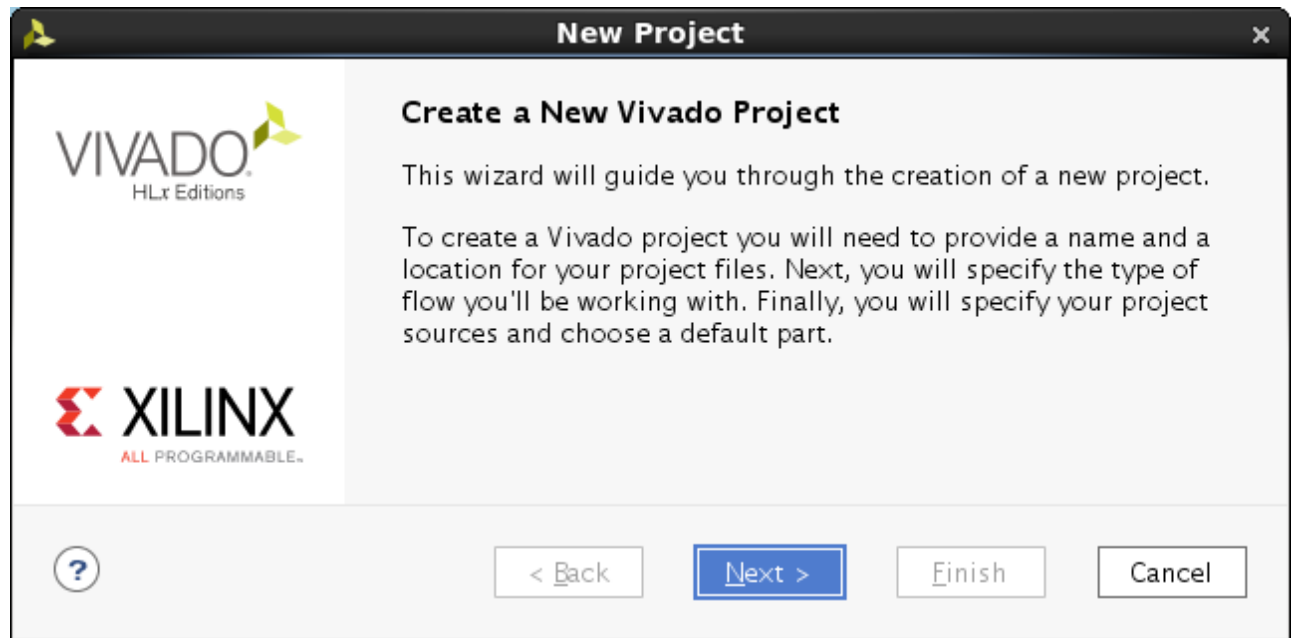 New Project
×
VIVADO.
HLx Editions
Create a New Vivado Project
This wizard will guide you through the creation of a new project.
To create a Vivado project you will need to provide a name and a
location for your project files. Next, you will specify the type of
flow you'll be working with. Finally, you will specify your project
sources and choose a default part.
XILINX
ALL PROGRAMMABLE™
?
< Back
Next >
Finish
Cancel